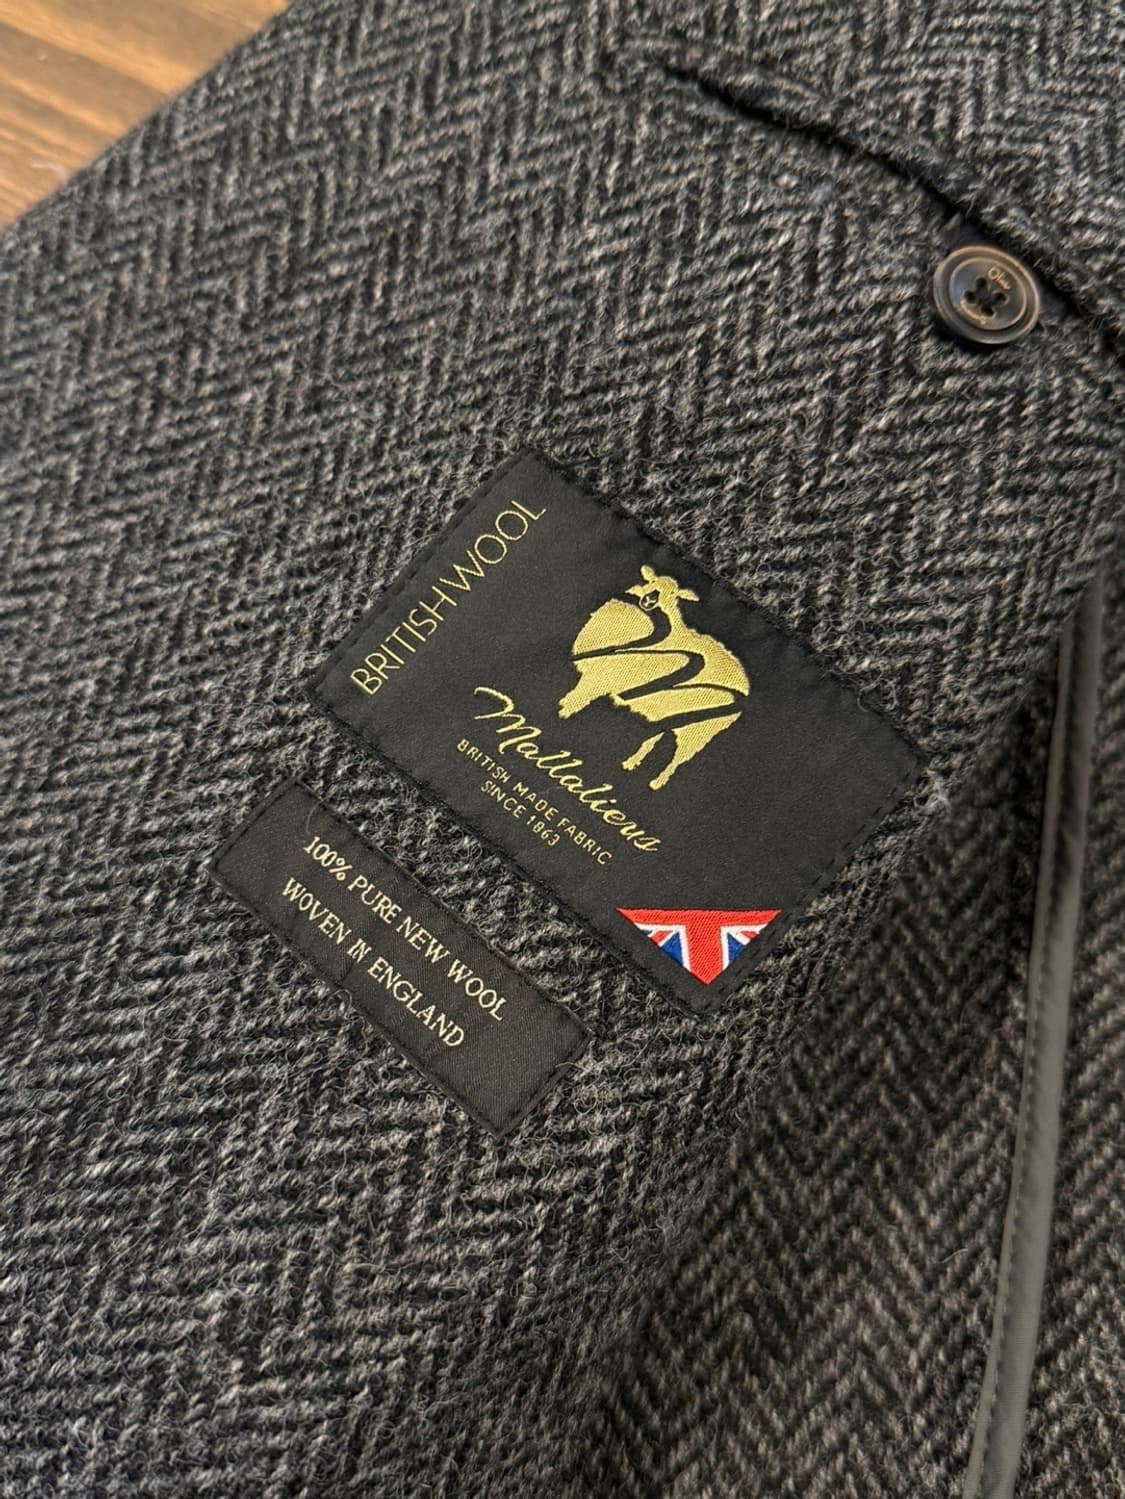 BRITISH WOOL
Mallalieus
BRITISH MADE FABRIC
SINCE 1863
100% PURE NEW WOOL
WOVEN IN ENGLAND